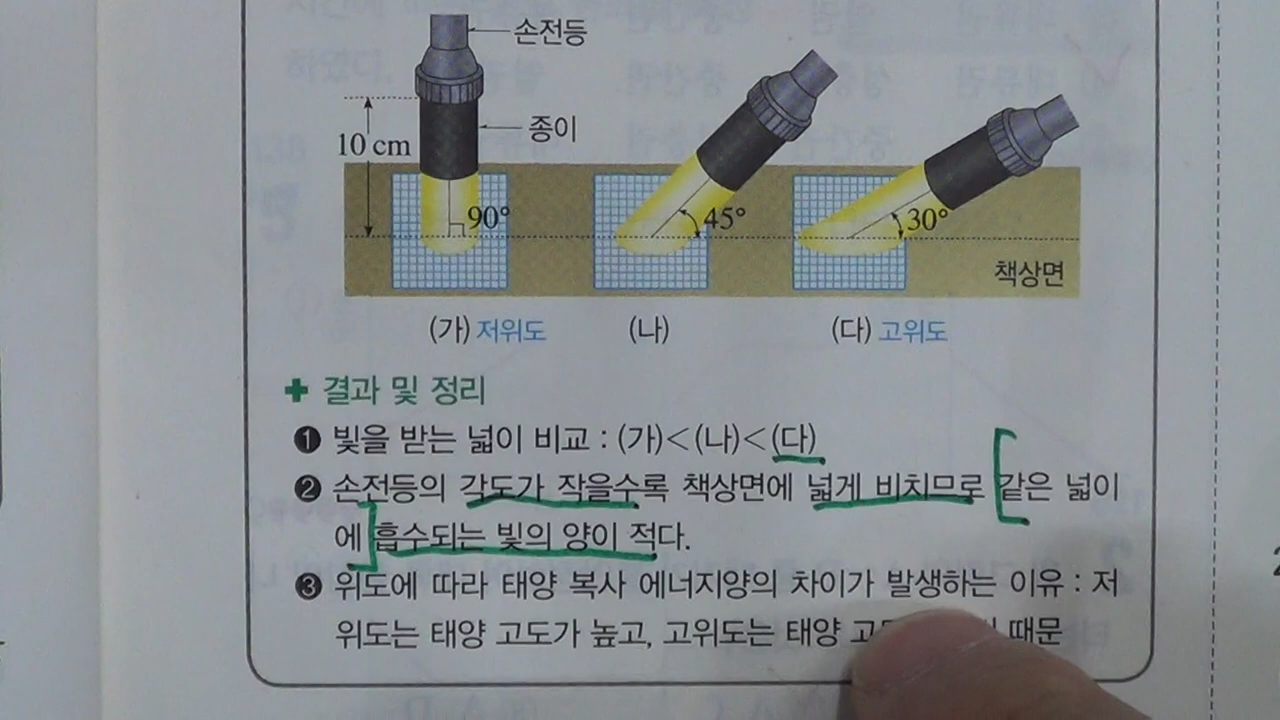 손전등
종이
10 cm
90°
45°
30°
책상면
(가) 저위도
(나)
(다) 고위도
+ 결과 및 정리
❶ 빛을 받는 넓이 비교 : (가)<(나)<(다)
❷ 손전등의 각도가 작을수록 책상면에 넓게 비치므로 같은 넓이
에 흡수되는 빛의 양이 적다.
❸ 위도에 따라 태양 복사 에너지양의 차이가 발생하는 이유 : 저
위도는 태양 고도가 높고, 고위도는 태양 때문